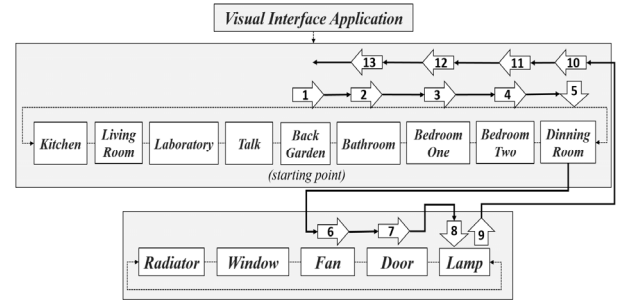 Visual Interface Application
13 12 11 10
1 2 3 4 5
Kitchen
Living
Room
Laboratory
Talk
Back
Garden
Bathroom
Bedroom
One
Bedroom
Two
Dinning
Room
(starting point)
6 7 8 9
Radiator
Window
Fan
Door
Lamp